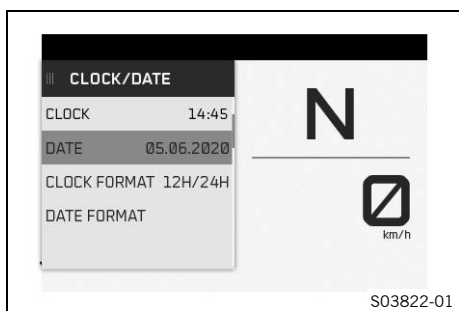 CLOCK/DATE
CLOCK 14:45
DATE 05.06.2020
CLOCK FORMAT 12H/24H
DATE FORMAT
N
0
km/h
S03822-01